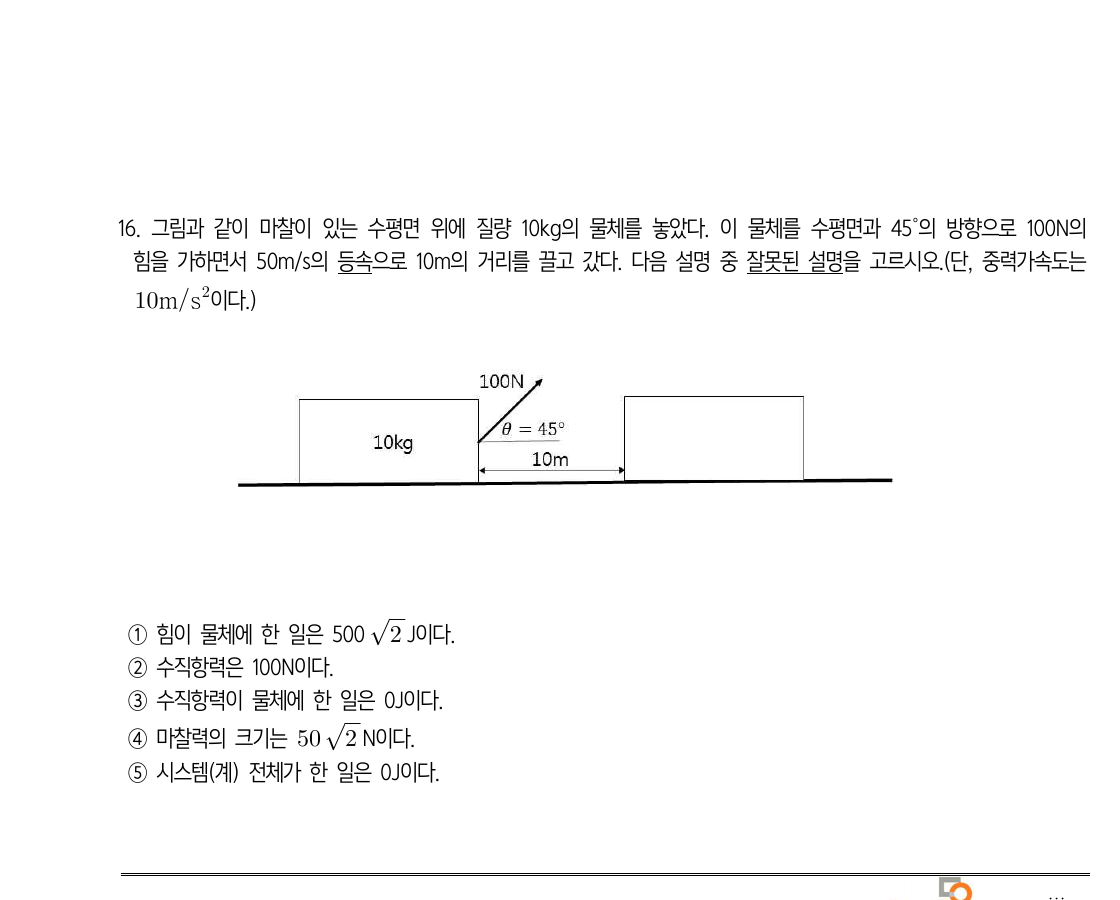 16. 그림과 같이 마찰이 있는 수평면 위에 질량 10kg의 물체를 놓았다. 이 물체를 수평면과 45°의 방향으로 100N의
힘을 가하면서 50m/s의 등속으로 10m의 거리를 끌고 갔다. 다음 설명 중 잘못된 설명을 고르시오.(단, 중력가속도는
10m/s²이다.)
100N
θ = 45°
10kg
10m
① 힘이 물체에 한 일은 500√2J이다.
② 수직항력은 100N이다.
③ 수직항력이 물체에 한 일은 0J이다.
④ 마찰력의 크기는 50√2N이다.
⑤ 시스템(계) 전체가 한 일은 0J이다.